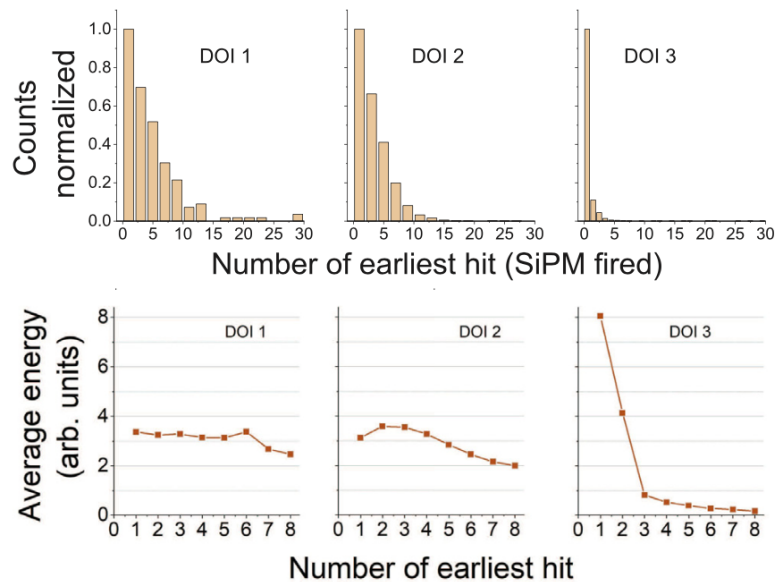 Counts
normalized
1.0
0.8
0.6
0.4
0.2
0.0
DOI 1
DOI 2
DOI 3
0 5 10 15 20 25 30
0 5 10 15 20 25 30
0 5 10 15 20 25 30
Number of earliest hit (SiPM fired)
Average energy
(arb. units)
8
6
4
2
0
DOI 1
DOI 2
DOI 3
0 1 2 3 4 5 6 7 8
0 1 2 3 4 5 6 7 8
0 1 2 3 4 5 6 7 8
Number of earliest hit